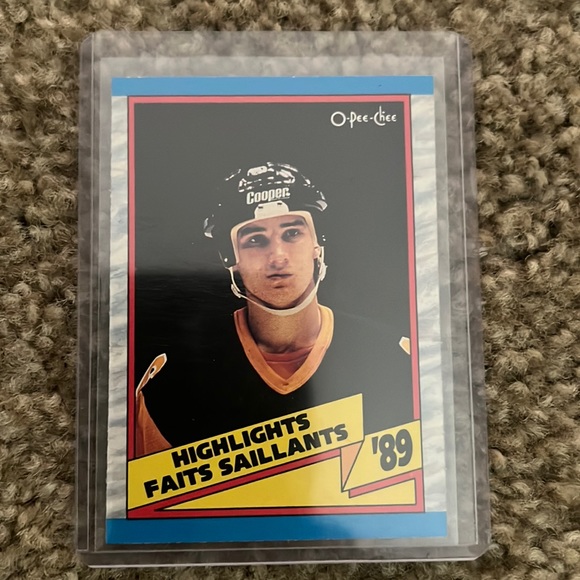 O-Pee-Chee
Cooper
HIGHLIGHTS
FAITS SAILLANTS
'89